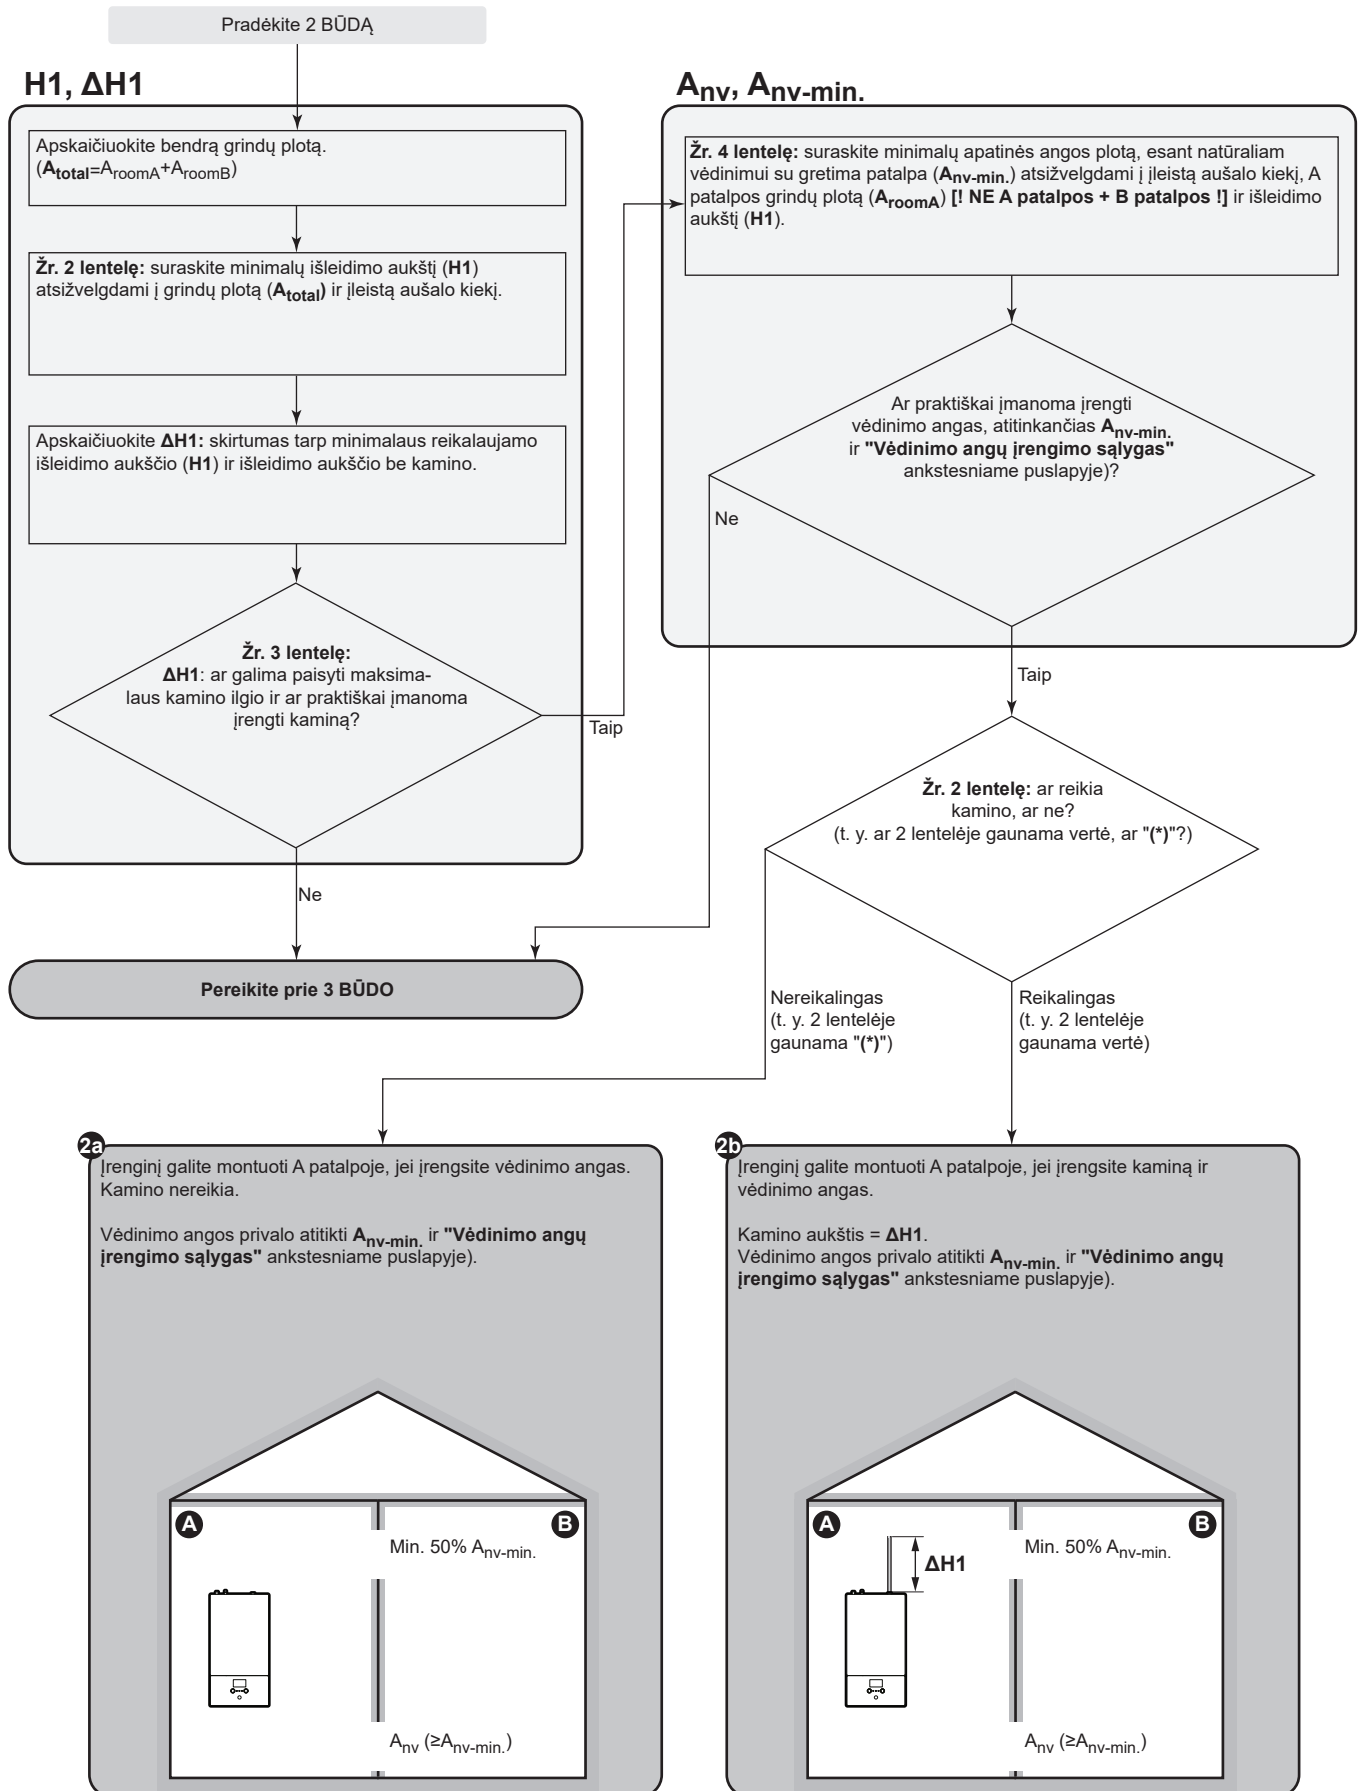 Pradėkite 2 BŪDĄ
H1, ΔH1
Apskaičiuokite bendrą grindų plotą.
(Atotal=AroomA+AroomB)
Žr. 2 lentelę: suraskite minimalų išleidimo aukštį (H1)
atsižvelgdami į grindų plotą (Atotal) ir įleistą aušalo kiekį.
Apskaičiuokite ΔH1: skirtumas tarp minimalaus reikalaujamo
išleidimo aukščio (H1) ir išleidimo aukščio be kamino.
Žr. 3 lentelę:
ΔH1: ar galima paisyti maksima-
laus kamino ilgio ir ar praktiškai įmanoma
įrengti kaminą?
Taip
Ne
Pereikite prie 3 BŪDO
Anv, Anv-min.
Žr. 4 lentelę: suraskite minimalų apatinės angos plotą, esant natūraliam
vėdinimui su gretima patalpa (Anv-min.) atsižvelgdami į įleistą aušalo kiekį, A
patalpos grindų plotą (AroomA) [! NE A patalpos + B patalpos !] ir išleidimo
aukštį (H1).
Ar praktiškai įmanoma įrengti
vėdinimo angas, atitinkančias Anv-min.
ir "Vėdinimo angų įrengimo sąlygas"
ankstesniame puslapyje)?
Ne
Taip
Žr. 2 lentelę: ar reikia
kamino, ar ne?
(t. y. ar 2 lentelėje gaunama vertė, ar "(*)"?)
Nereikalingas
(t. y. 2 lentelėje
gaunama "(*)")
Reikalingas
(t. y. 2 lentelėje
gaunama vertė)
2a
Įrenginį galite montuoti A patalpoje, jei įrengsite vėdinimo angas.
Kamino nereikia.
Vėdinimo angos privalo atitikti Anv-min. ir "Vėdinimo angų
įrengimo sąlygas" ankstesniame puslapyje).
A
B
Min. 50% Anv-min.
Anv (≥Anv-min.)
2b
Įrenginį galite montuoti A patalpoje, jei įrengsite kaminą ir
vėdinimo angas.
Kamino aukštis = ΔH1.
Vėdinimo angos privalo atitikti Anv-min. ir "Vėdinimo angų
įrengimo sąlygas" ankstesniame puslapyje).
A
B
Min. 50% Anv-min.
ΔH1
Anv (≥Anv-min.)